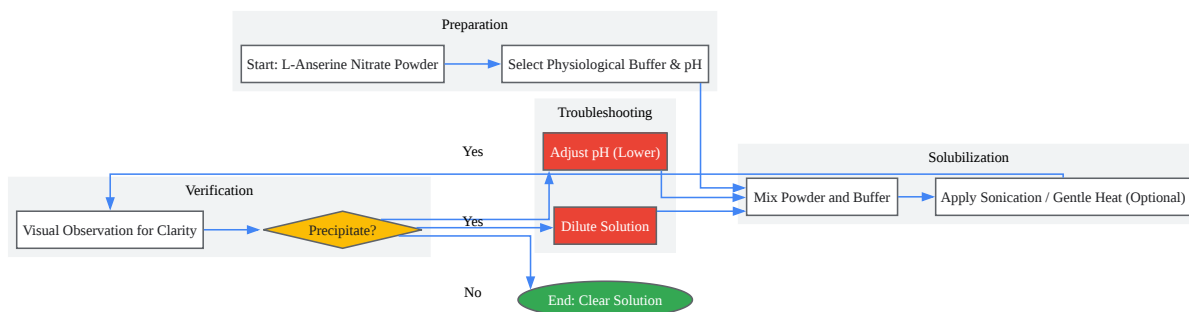 Preparation
Start: L-Anserine Nitrate Powder
Select Physiological Buffer & pH
Troubleshooting
Yes
Adjust pH (Lower)
Solubilization
Verification
Mix Powder and Buffer
Apply Sonication / Gentle Heat (Optional)
Visual Observation for Clarity
Precipitate?
Yes
Dilute Solution
No
End: Clear Solution